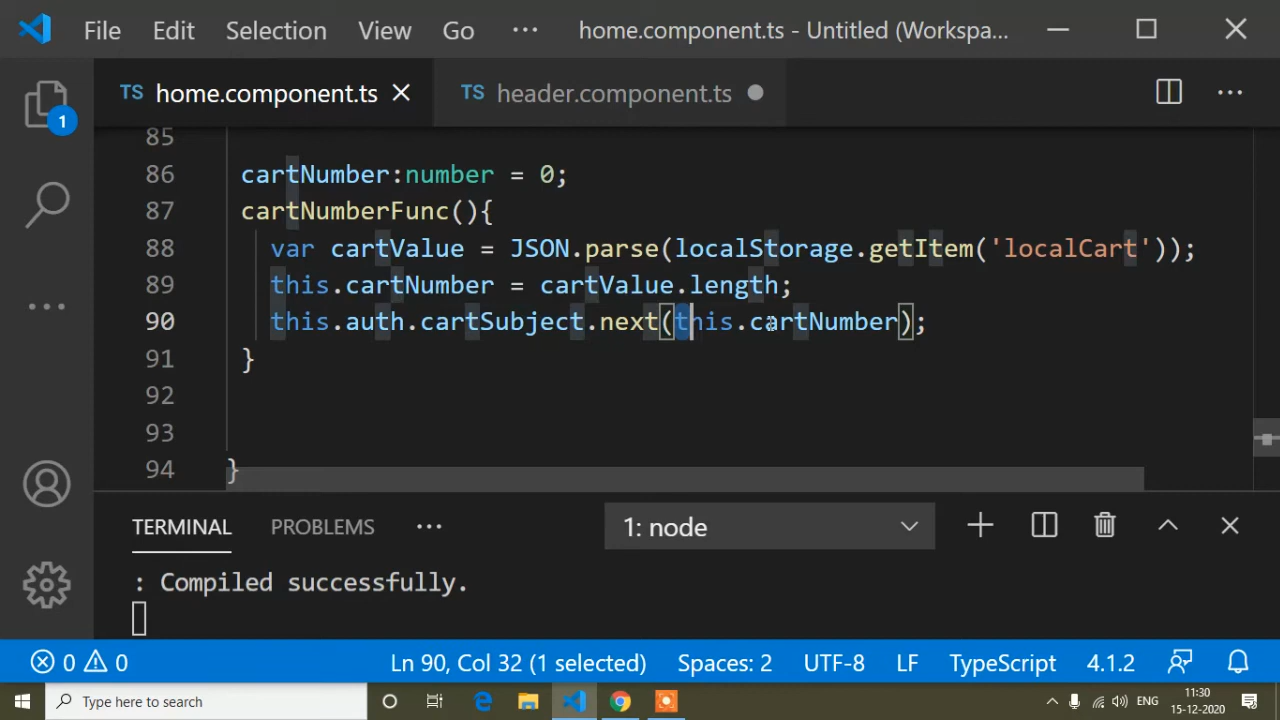 File Edit Selection View Go ··· home.component.ts - Untitled (Workspa...
TS home.component.ts TS header.component.ts
1
85
86 cartNumber:number = 0;
87 cartNumberFunc(){
88 var cartValue = JSON.parse(localStorage.getItem('localCart'));
89 this.cartNumber = cartValue.length;
90 this.auth.cartSubject.next(this.cartNumber);
91 }
92
93
94 }
TERMINAL PROBLEMS ··· 1: node
: Compiled successfully.
0 0 Ln 90, Col 32 (1 selected) Spaces: 2 UTF-8 LF TypeScript 4.1.2
Type here to search ENG 11:30
15-12-2020